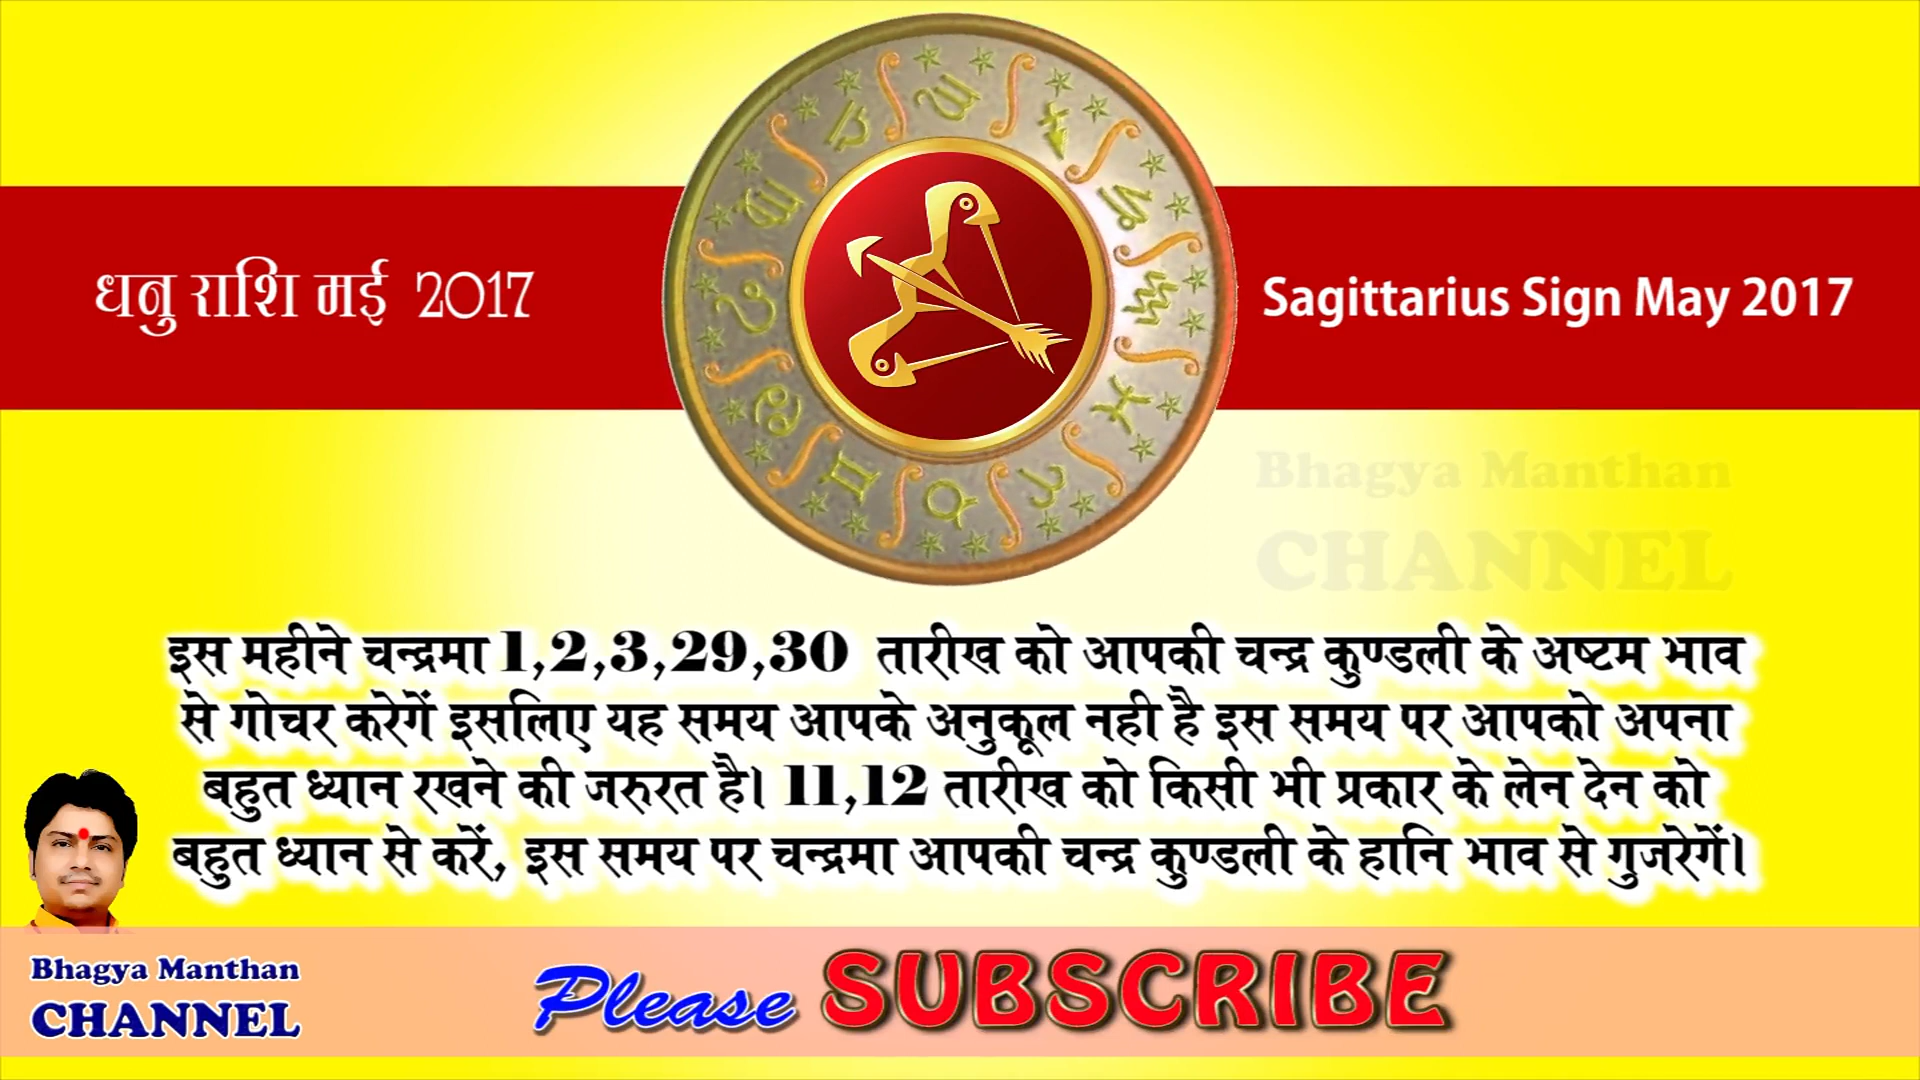 धनु राशि मई 2017
Sagittarius Sign May 2017
Bhagya Manthan
CHANNEL
इस महीने चन्द्रमा 1,2,3,29,30 तारीख को आपकी चन्द्र कुण्डली के अष्टम भाव
से गोचर करेगें इसलिए यह समय आपके अनुकूल नही है इस समय पर आपको अपना
बहुत ध्यान रखने की जरुरत है। 11,12 तारीख को किसी भी प्रकार के लेन देन को
बहुत ध्यान से करें, इस समय पर चन्द्रमा आपकी चन्द्र कुण्डली के हानि भाव से गुजरेगें।
Bhagya Manthan
CHANNEL
Please SUBSCRIBE